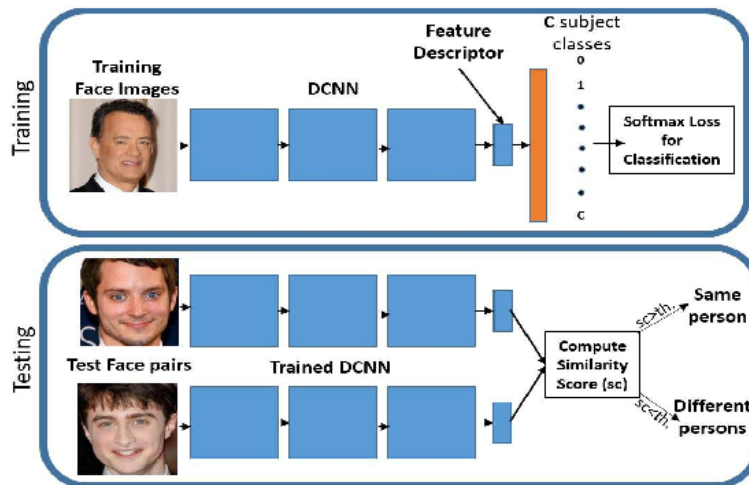 Training
Training
Face Images
DCNN
Feature
Descriptor
C subject
classes
0
1
C
Softmax Loss
for
Classification
Testing
Test Face pairs
Trained DCNN
Compute
Similarity
Score (sc)
sc>th.
Same
person
sc<th.
Different
persons